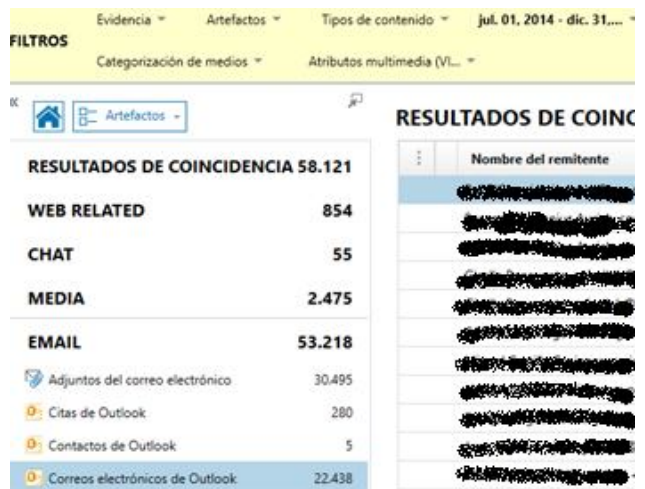 FILTROS
Evidencia Artefactos Tipos de contenido jul. 01, 2014 - dic. 31,...
Categorización de medios Atributos multimedia (VI...
Artefactos
RESULTADOS DE COINCIDENCIA 58.121
WEB RELATED 854
CHAT 55
MEDIA 2.475
EMAIL 53.218
Adjuntos del correo electrónico 30.495
Citas de Outlook 280
Contactos de Outlook 5
Correos electrónicos de Outlook 22.438
RESULTADOS DE COINC
Nombre del remitente